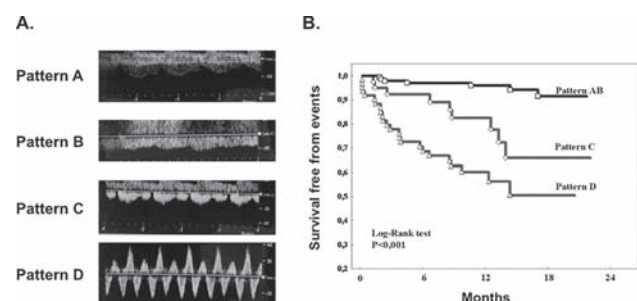 A.
Pattern A
Pattern B
Pattern C
Pattern D
B.
Survival free from events
1,0
0,9
0,8
0,7
0,6
0,5
0,4
0,3
0,2
Pattern AB
Pattern C
Pattern D
Log-Rank test
P<0,001
0 6 12 18 24
Months